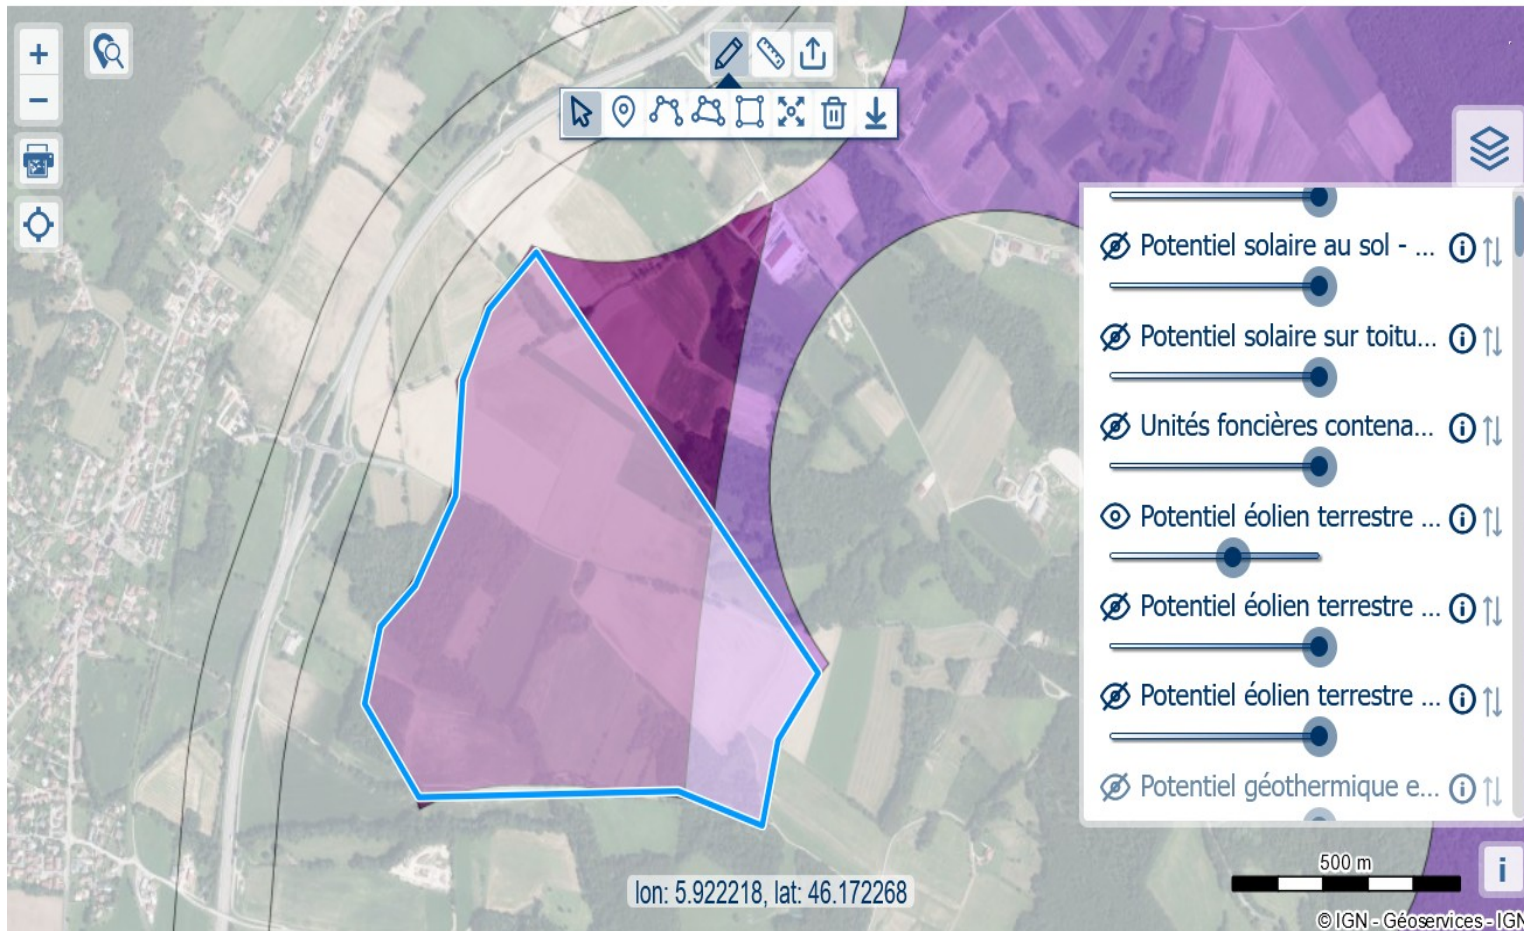 +
−
Potentiel solaire au sol - ...
Potentiel solaire sur toitu...
Unités foncières contena...
Potentiel éolien terrestre ...
Potentiel éolien terrestre ...
Potentiel éolien terrestre ...
Potentiel géothermique e...
500 m
i
lon: 5.922218, lat: 46.172268
© IGN - Géoservices - IGN